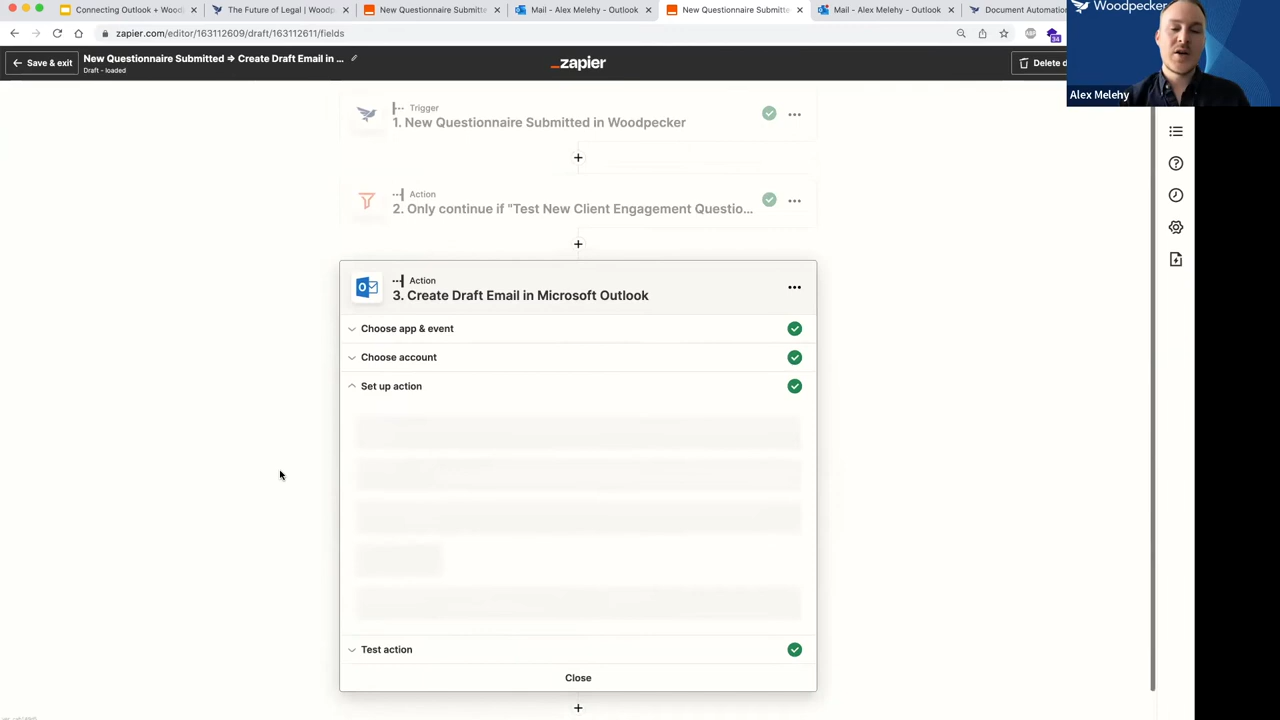 Connecting Outlook + Wood
The Future of Legal | Woodp
New Questionnaire Submitte
Mail - Alex Melehy - Outlook
New Questionnaire Submitte
Mail - Alex Melehy - Outlook
Document Automation
zapier.com/editor/163112609/draft/163112611/fields
34
Woodpecker
Alex Melehy
Save & exit
New Questionnaire Submitted => Create Draft Email in ...
Draft - loaded
_zapier
Delete d
Trigger
1. New Questionnaire Submitted in Woodpecker
Action
2. Only continue if "Test New Client Engagement Questio...
Action
3. Create Draft Email in Microsoft Outlook
Choose app & event
Choose account
Set up action
Test action
Close